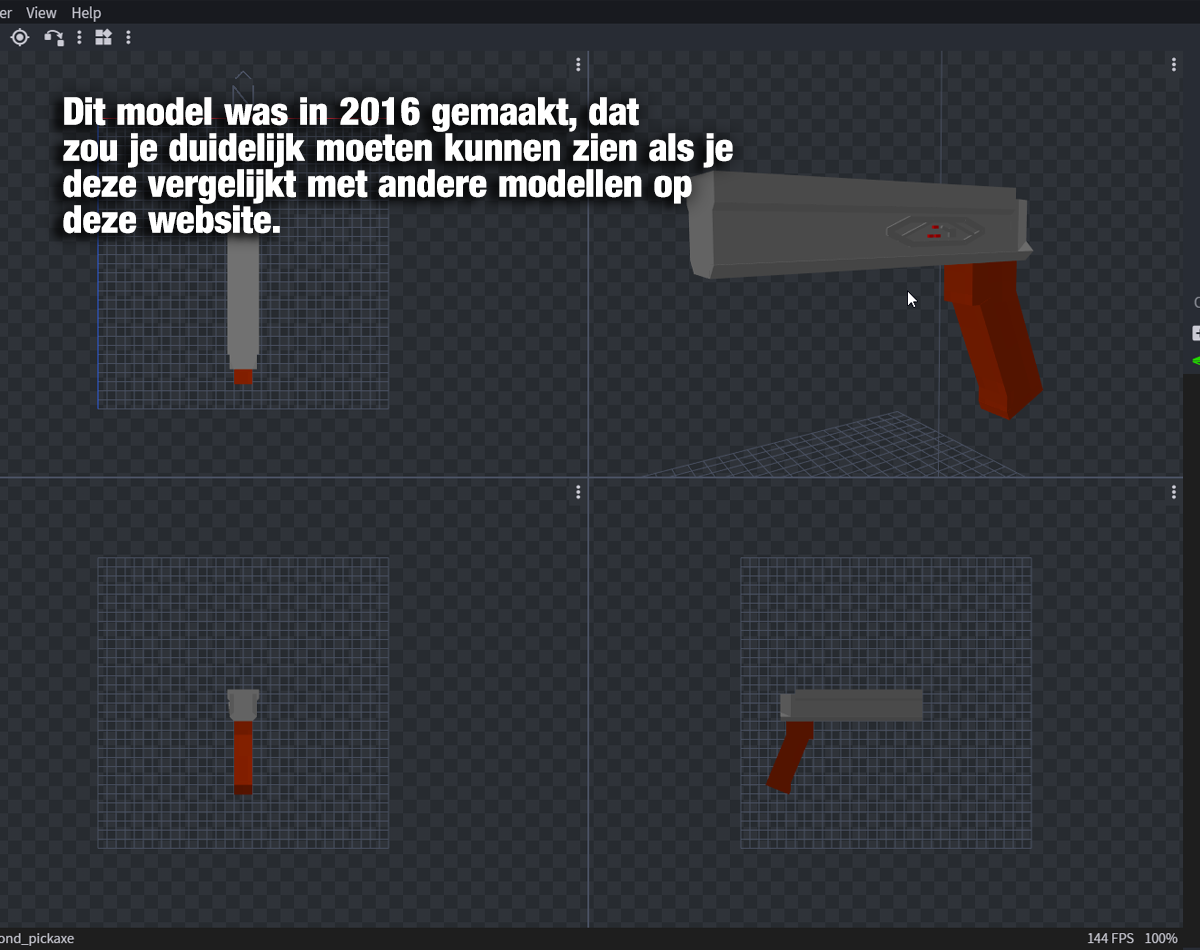 er View Help
N
Dit model was in 2016 gemaakt, dat
zou je duidelijk moeten kunnen zien als je
deze vergelijkt met andere modellen op
deze website.
ond_pickaxe
144 FPS 100%